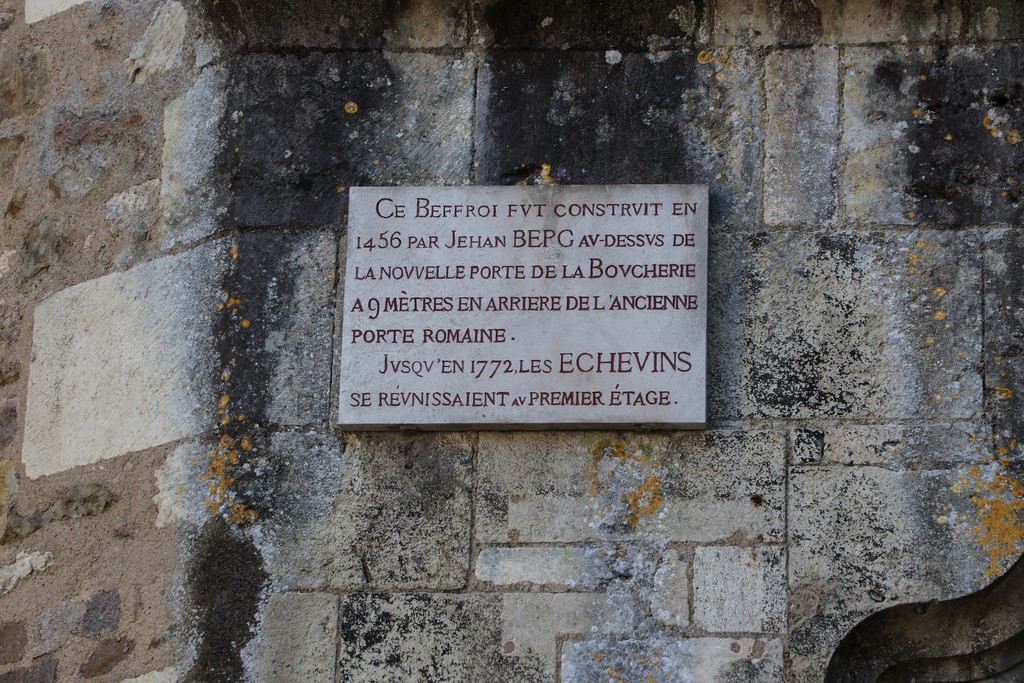 CE BEFFROI FVT CONSTRVIT EN
1456 PAR JEHAN BERG AV-DESSVS DE
LA NOVVELLE PORTE DE LA BOVCHERIE
A 9 MÈTRES EN ARRIERE DE L'ANCIENNE
PORTE ROMAINE.
JVSQV'EN 1772, LES ECHEVINS
SE RÉVNISSAIENT AV PREMIER ÉTAGE.